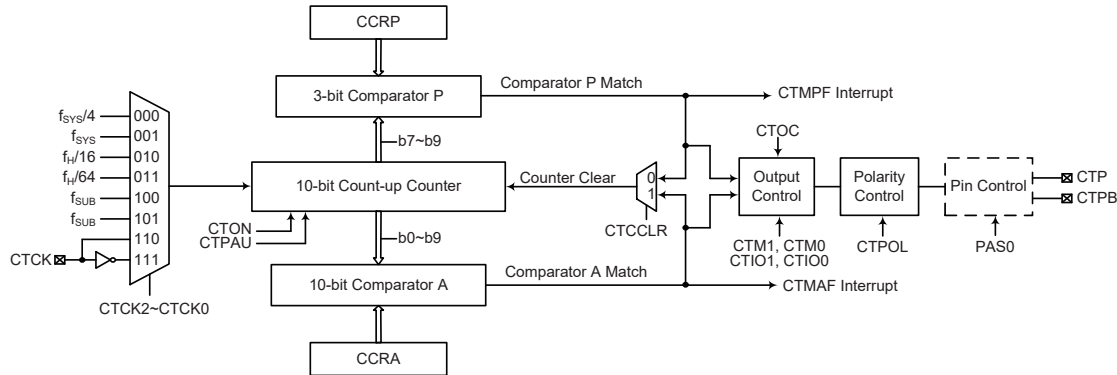 CCRP
3-bit Comparator P
Comparator P Match
CTMPF Interrupt
b7~b9
fSYS/4
000
fSYS
001
fH/16
010
fH/64
011
fSUB
100
fSUB
101
110
111
CTCK
CTCK2~CTCK0
10-bit Count-up Counter
CTON
CTPAU
Counter Clear
0
1
CTCCLR
CTOC
Output
Control
CTM1, CTM0
CTIO1, CTIO0
Polarity
Control
CTPOL
Pin Control
PAS0
CTP
CTPB
b0~b9
10-bit Comparator A
Comparator A Match
CTMAF Interrupt
CCRA